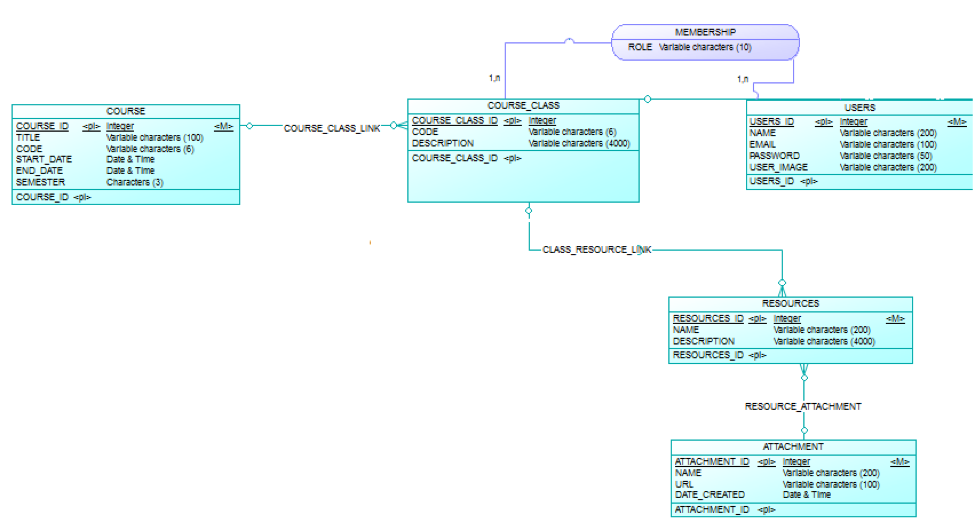 MEMBERSHIP
ROLE Variable characters (10)
1,n
1,n
COURSE
COURSE_ID <pi> Integer <M>
TITLE Variable characters (100)
CODE Variable characters (6)
START_DATE Date & Time
END_DATE Date & Time
SEMESTER Characters (3)
COURSE_ID <pi>
COURSE_CLASS_LINK
COURSE_CLASS
COURSE_CLASS_ID <pi> Integer
CODE Variable characters (6)
DESCRIPTION Variable characters (4000)
COURSE_CLASS_ID <pi>
USERS
USERS_ID <pi> Integer <M>
NAME Variable characters (200)
EMAIL Variable characters (100)
PASSWORD Variable characters (50)
USER_IMAGE Variable characters (200)
USERS_ID <pi>
CLASS_RESOURCE_LINK
RESOURCES
RESOURCES_ID <pi> Integer <M>
NAME Variable characters (200)
DESCRIPTION Variable characters (4000)
RESOURCES_ID <pi>
RESOURCE_ATTACHMENT
ATTACHMENT
ATTACHMENT_ID <pi> Integer <M>
NAME Variable characters (200)
URL Variable characters (100)
DATE_CREATED Date & Time
ATTACHMENT_ID <pi>